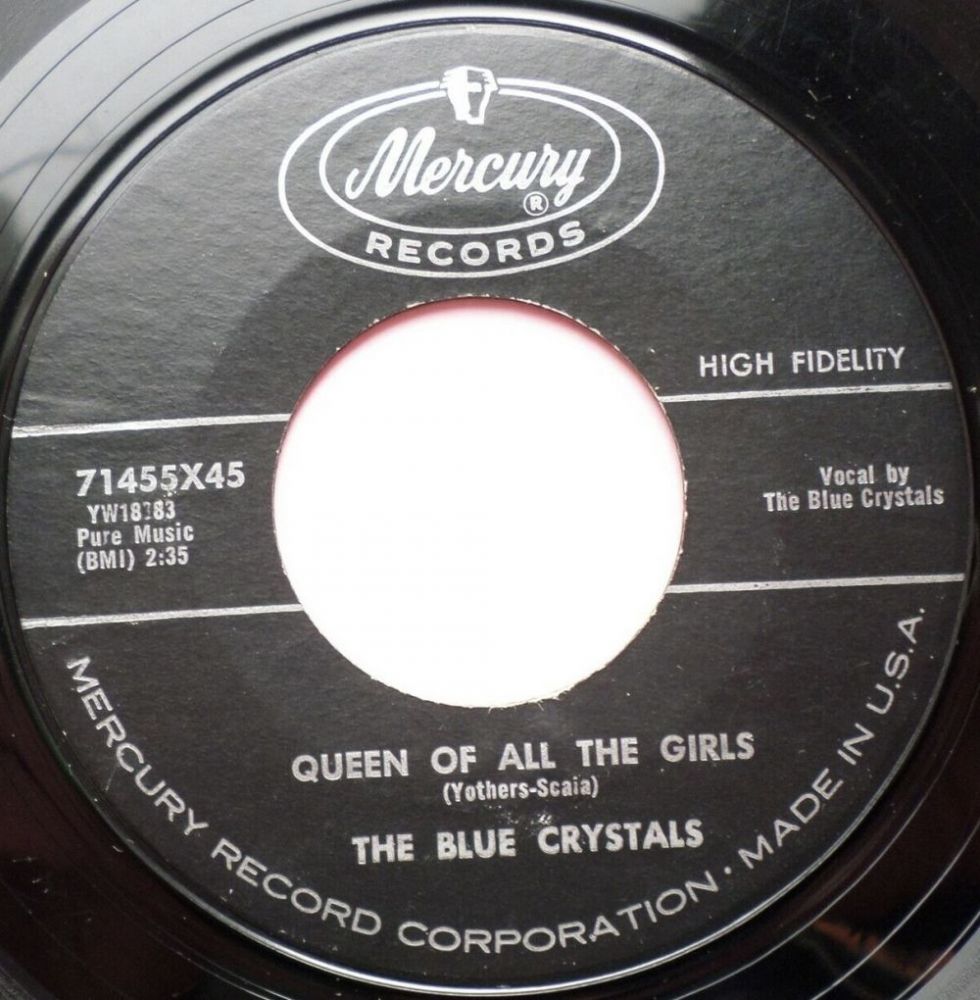 Mercury
®
RECORDS
HIGH FIDELITY
71455X45
YW18383
Pure Music
(BMI) 2:35
Vocal by
The Blue Crystals
QUEEN OF ALL THE GIRLS
(Yothers-Scaia)
THE BLUE CRYSTALS
MERCURY RECORD CORPORATION · MADE IN U.S.A.